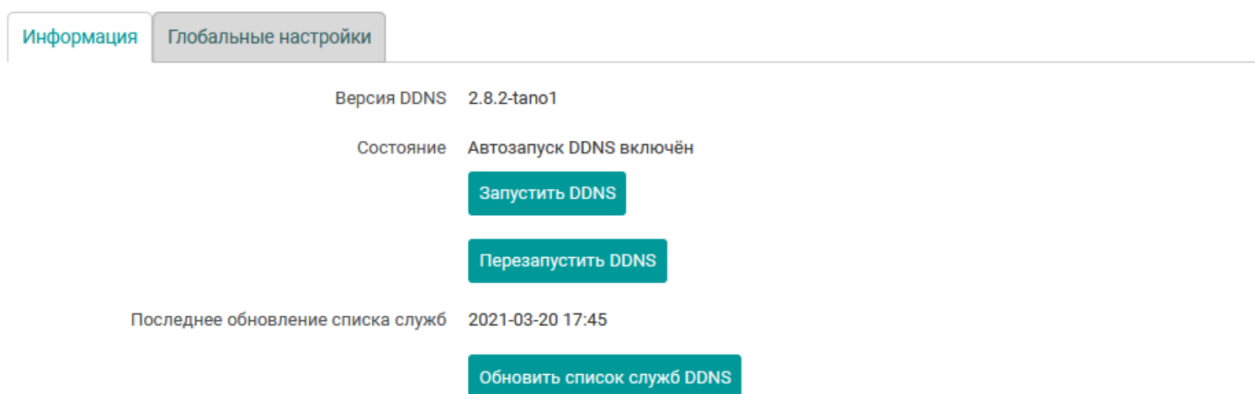 Информация Глобальные настройки
Версия DDNS 2.8.2-tano1
Состояние Автозапуск DDNS включён
Запустить DDNS
Перезапустить DDNS
Последнее обновление списка служб 2021-03-20 17:45
Обновить список служб DDNS